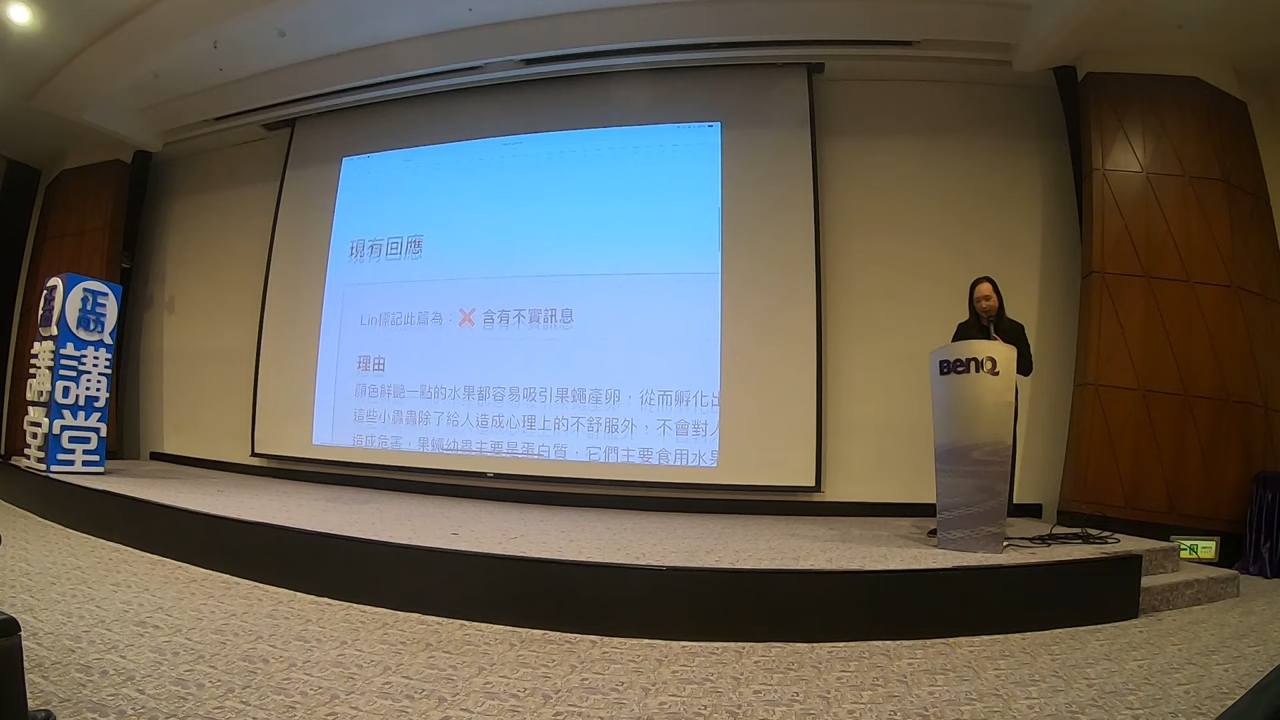 現有回應
Lin標記此篇為：❌ 含有不實訊息
理由
顏色鮮艷一點的水果都容易吸引果蠅產卵，從而孵化出
這些小蟲蟲除了給人造成心理上的不舒服外，不會對人
造成危害，果蠅幼蟲主要是蛋白質，它們主要食用水果
BenQ
講堂
講堂